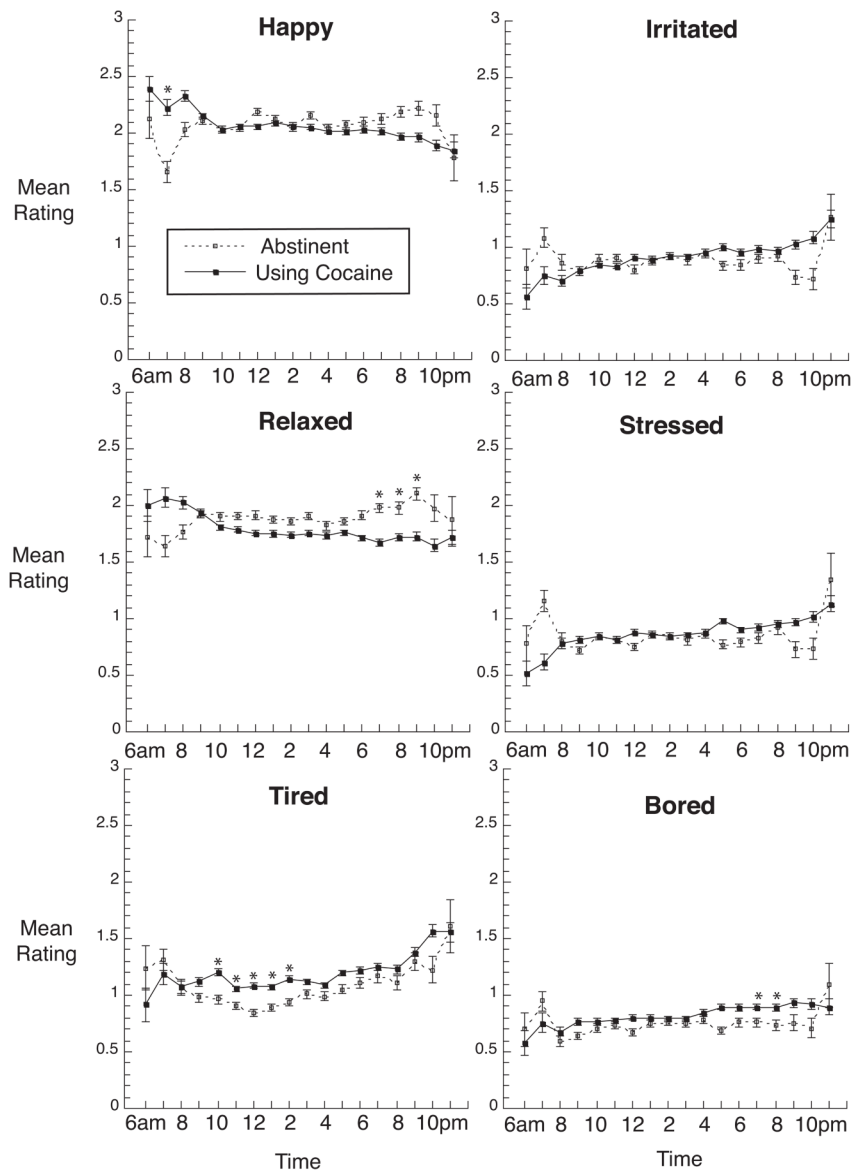 Happy
3
2.5
2
1.5
1
0.5
0
Mean
Rating
*
Abstinent
Using Cocaine
6am 8 10 12 2 4 6 8 10pm
Irritated
3
2.5
2
1.5
1
0.5
0
6am 8 10 12 2 4 6 8 10pm
Relaxed
3
2.5
2
1.5
1
0.5
0
Mean
Rating
* * *
6am 8 10 12 2 4 6 8 10pm
Stressed
3
2.5
2
1.5
1
0.5
0
6am 8 10 12 2 4 6 8 10pm
Tired
3
2.5
2
1.5
1
0.5
0
Mean
Rating
* * * * *
6am 8 10 12 2 4 6 8 10pm
Time
Bored
3
2.5
2
1.5
1
0.5
0
* *
6am 8 10 12 2 4 6 8 10pm
Time